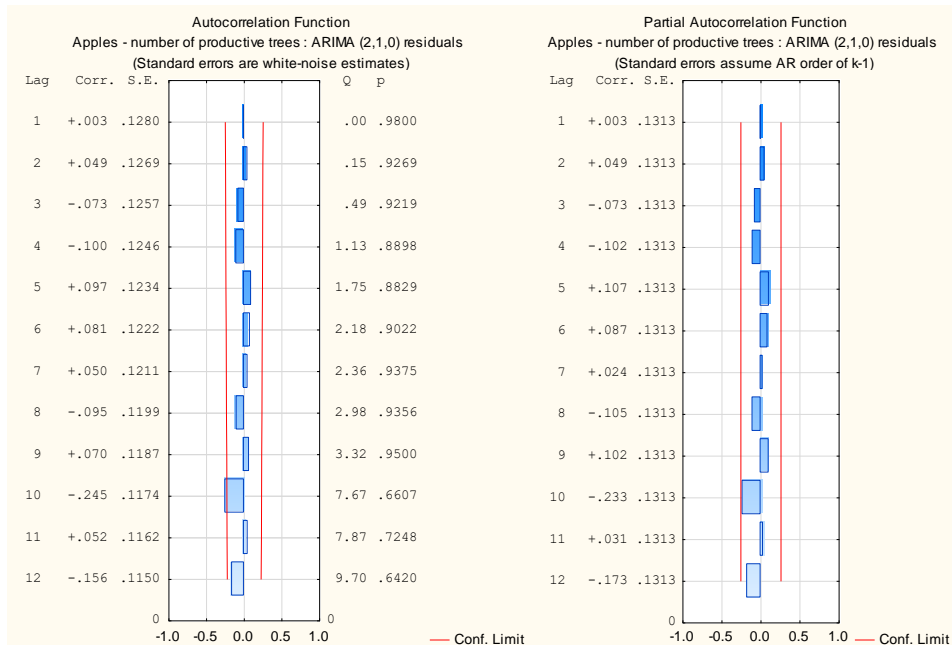 Autocorrelation Function
Apples - number of productive trees : ARIMA (2,1,0) residuals
(Standard errors are white-noise estimates)
Lag Corr. S.E. Q p
1 +.003 .1280 .00 .9800
2 +.049 .1269 .15 .9269
3 -.073 .1257 .49 .9219
4 -.100 .1246 1.13 .8898
5 +.097 .1234 1.75 .8829
6 +.081 .1222 2.18 .9022
7 +.050 .1211 2.36 .9375
8 -.095 .1199 2.98 .9356
9 +.070 .1187 3.32 .9500
10 -.245 .1174 7.67 .6607
11 +.052 .1162 7.87 .7248
12 -.156 .1150 9.70 .6420
0 0
-1.0 -0.5 0.0 0.5 1.0
Conf. Limit
Partial Autocorrelation Function
Apples - number of productive trees : ARIMA (2,1,0) residuals
(Standard errors assume AR order of k-1)
Lag Corr. S.E.
1 +.003 .1313
2 +.049 .1313
3 -.073 .1313
4 -.102 .1313
5 +.107 .1313
6 +.087 .1313
7 +.024 .1313
8 -.105 .1313
9 +.102 .1313
10 -.233 .1313
11 +.031 .1313
12 -.173 .1313
0
-1.0 -0.5 0.0 0.5 1.0
Conf. Limit